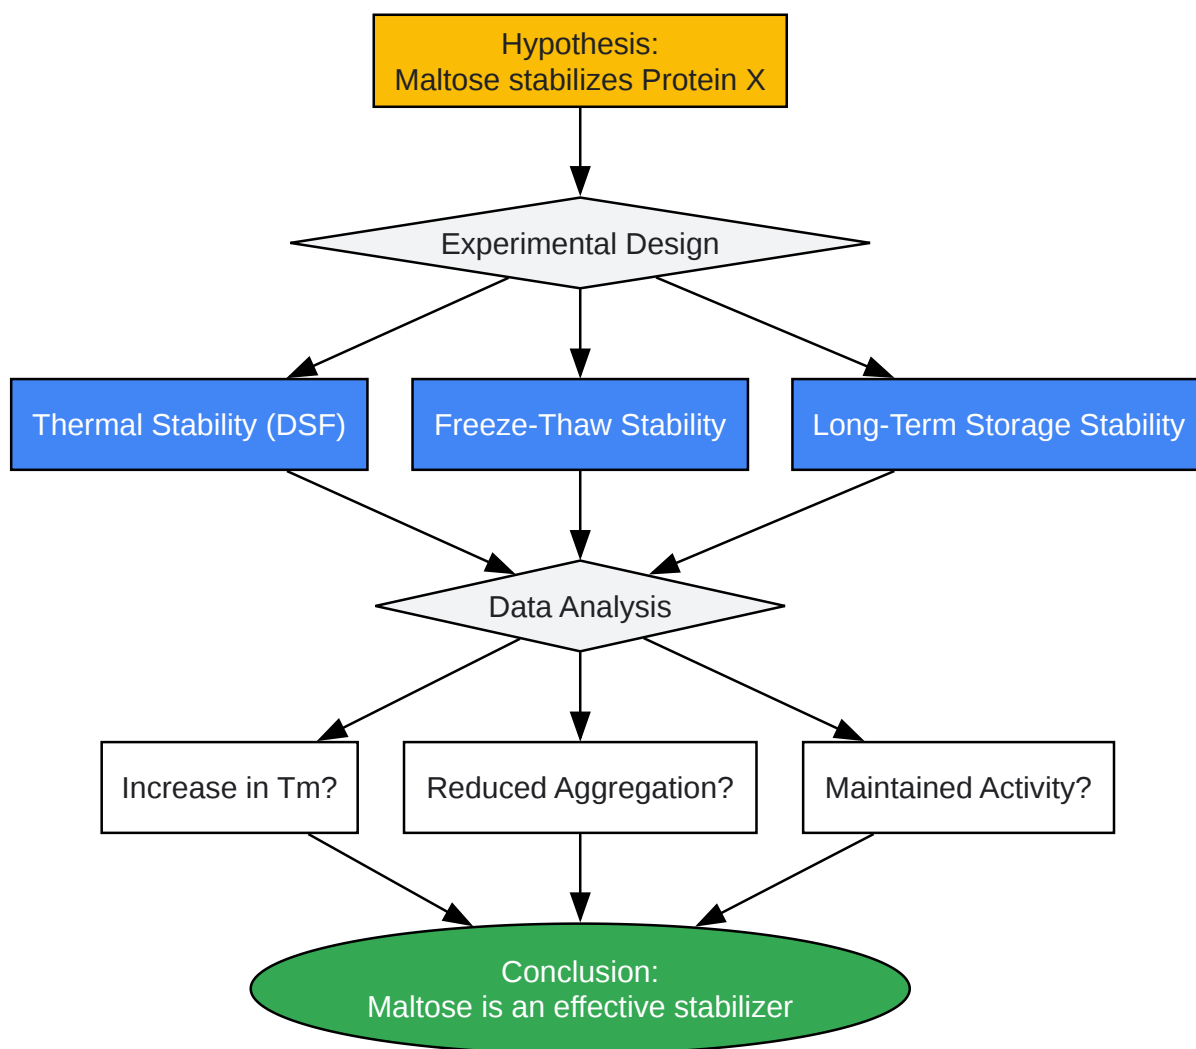 Hypothesis:
Maltose stabilizes Protein X
Experimental Design
Thermal Stability (DSF)
Freeze-Thaw Stability
Long-Term Storage Stability
Data Analysis
Increase in Tm?
Reduced Aggregation?
Maintained Activity?
Conclusion:
Maltose is an effective stabilizer